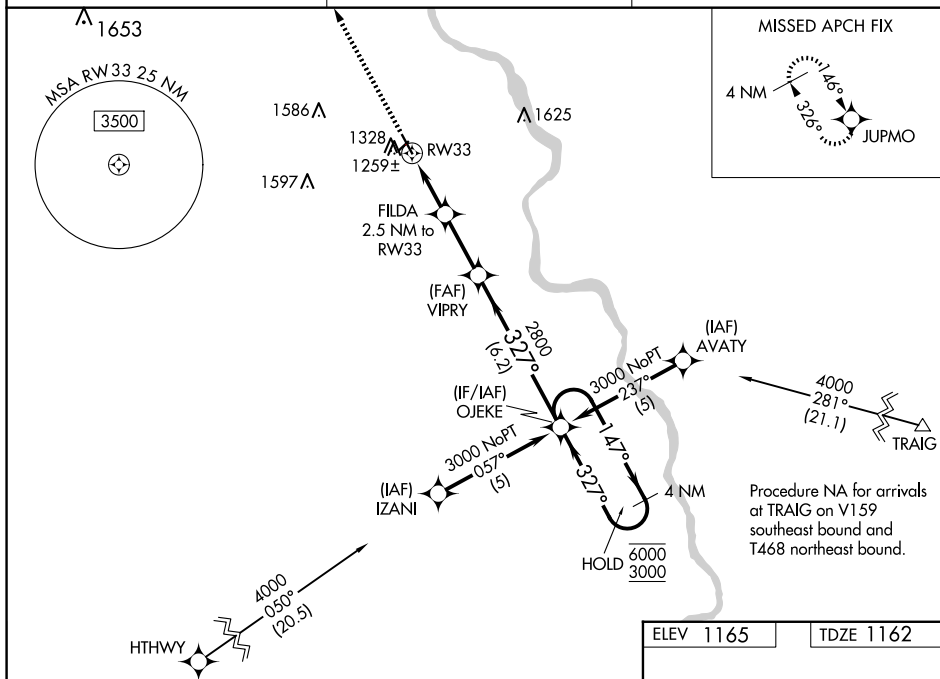 1653
MSA RW33 25 NM
3500
1586
1328
1259±
1597
RW33
1625
FILDA
2.5 NM to
RW33
(FAF)
VIPRY
2800
327°
(6.2)
(IF/IAF)
OJEKE
(IAF)
AVATY
3000 NoPT
237°
(5)
4000
281°
(21.1)
TRAIG
3000 NoPT
057°
(5)
(IAF)
IZANI
147°
327°
4 NM
HOLD
6000
3000
Procedure NA for arrivals
at TRAIG on V159
southeast bound and
T468 northeast bound.
4000
050°
(20.5)
HTHWY
MISSED APCH FIX
4 NM
146°
326°
JUPMO
ELEV 1165
TDZE 1162